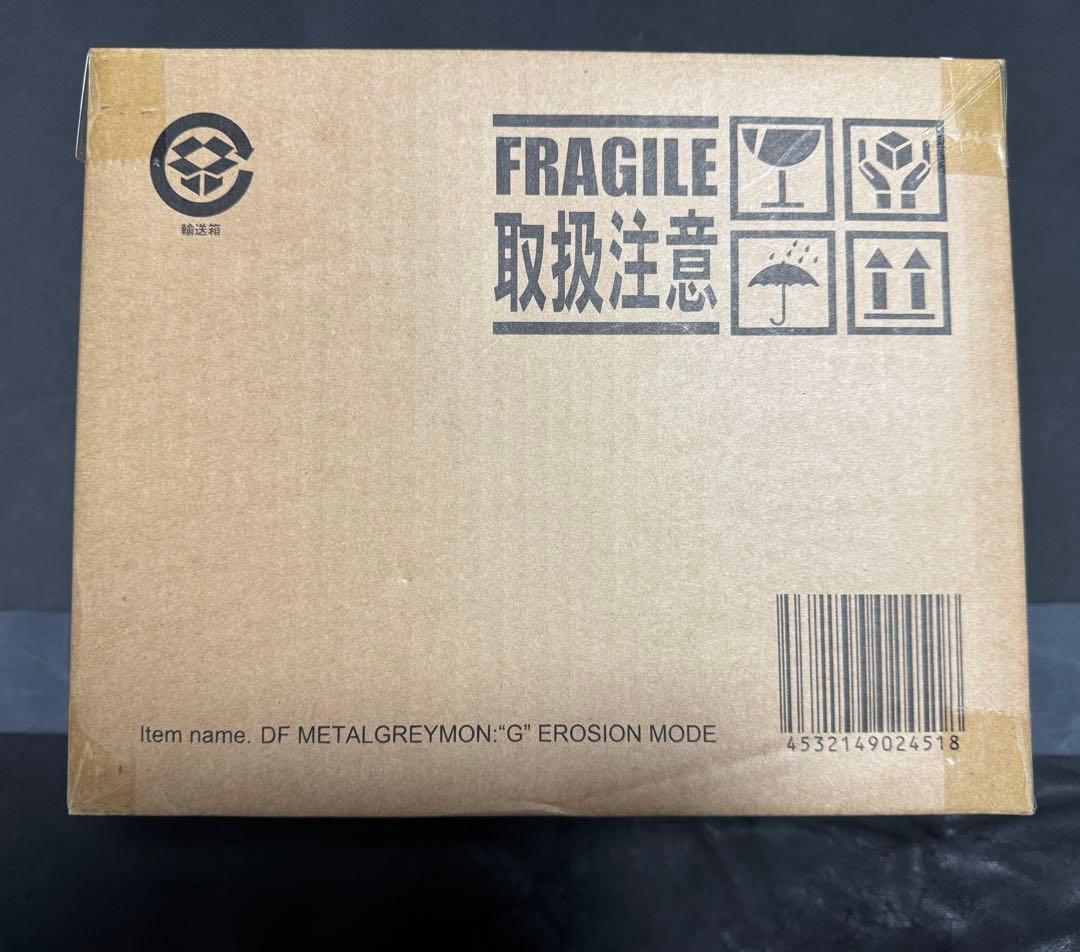 輸送箱
FRAGILE
取扱注意
Item name. DF METALGREYMON:“G” EROSION MODE
4532149024518